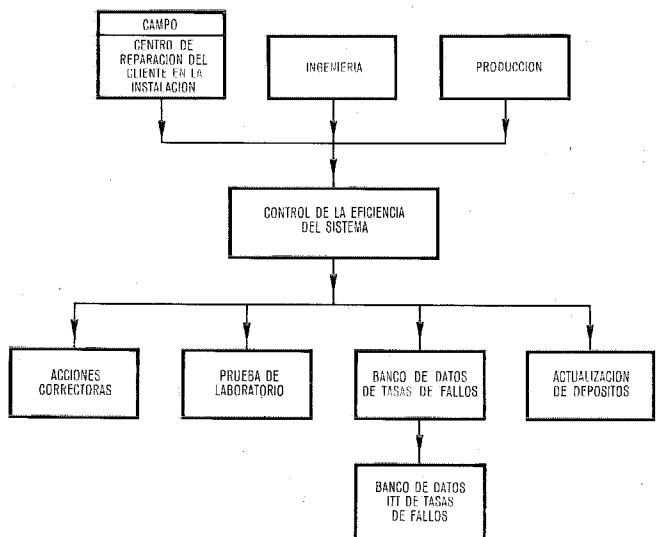 CAMPO
CENTRO DE
REPARACION DEL
CLIENTE EN LA
INSTALACION
INGENIERIA
PRODUCCION
CONTROL DE LA EFICIENCIA
DEL SISTEMA
ACCIONES
CORRECTORAS
PRUEBA DE
LABORATORIO
BANCO DE DATOS
DE TASAS DE FALLOS
ACTUALIZACION
DE DEPOSITOS
BANCO DE DATOS
ITT DE TASAS
DE FALLOS